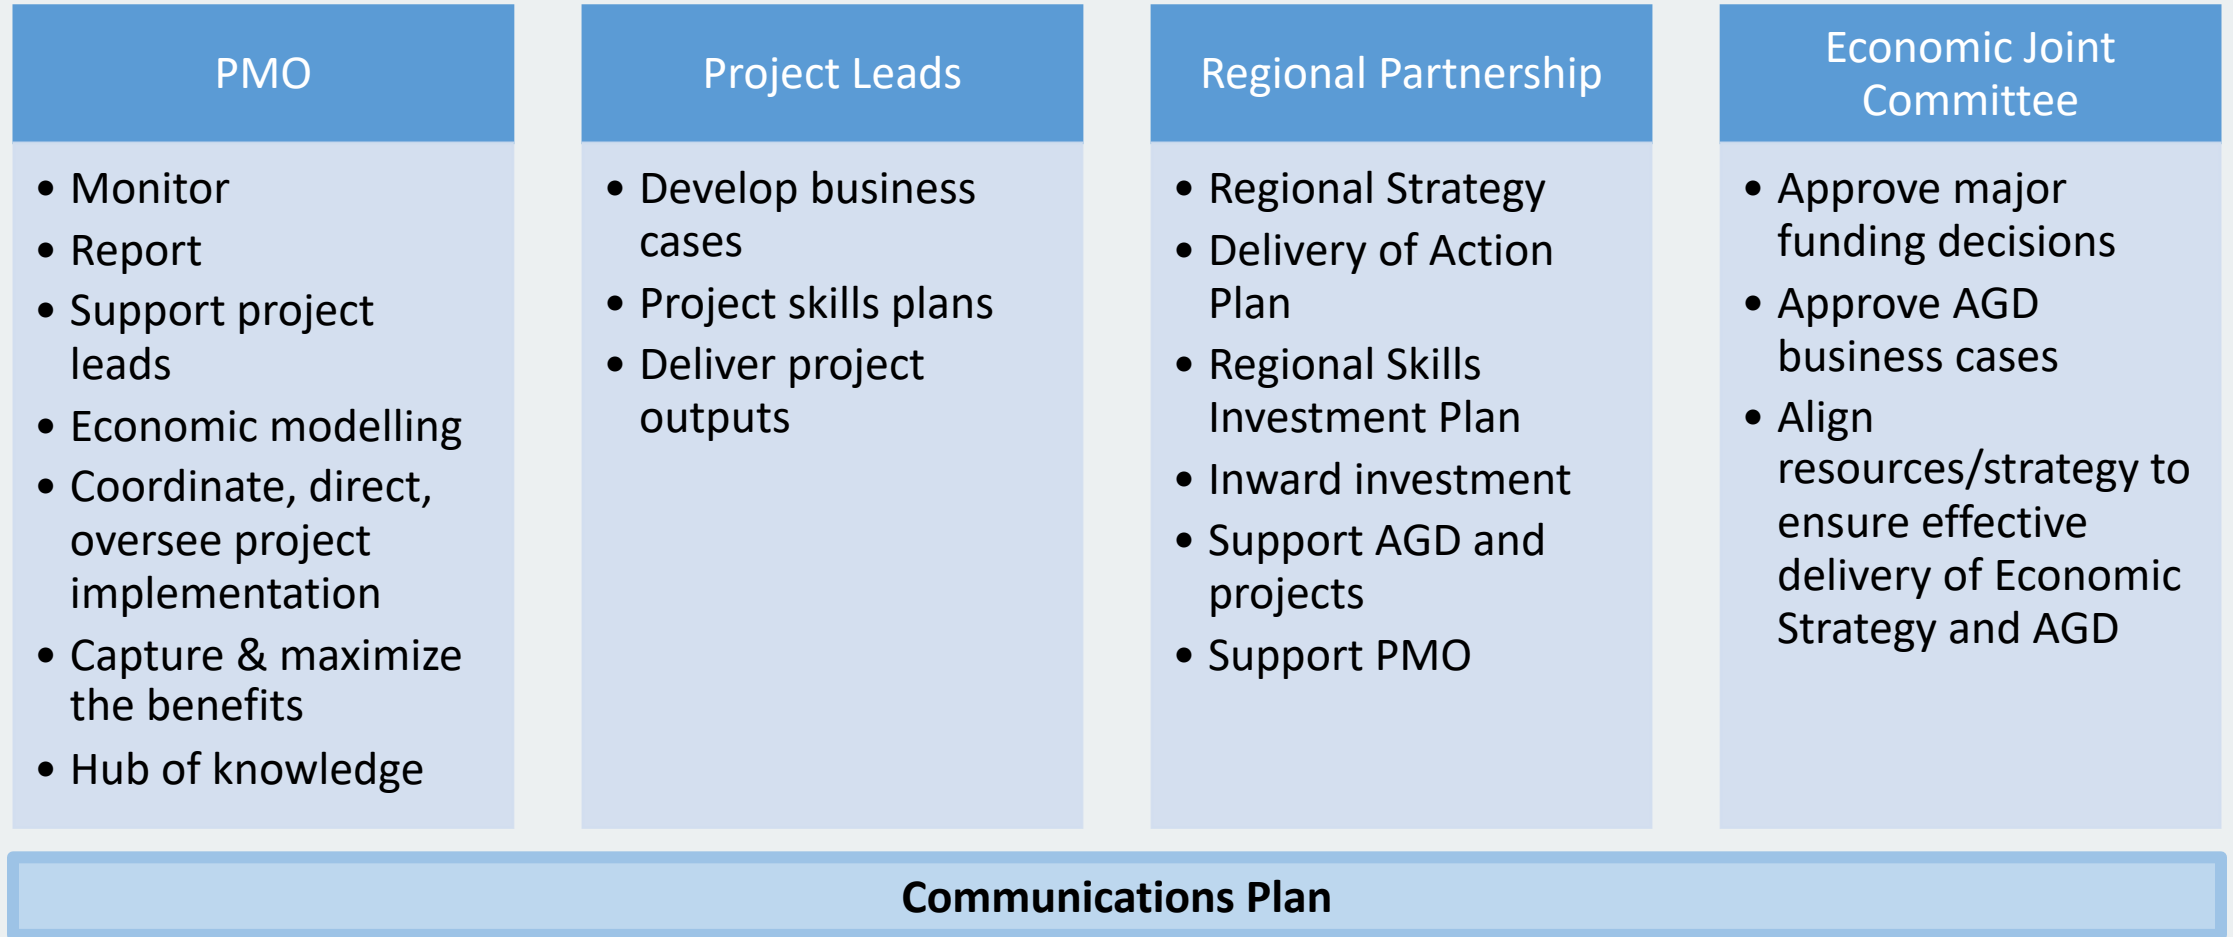 PMO
• Monitor
• Report
• Support project
leads
• Economic modelling
• Coordinate, direct,
oversee project
implementation
• Capture & maximize
the benefits
• Hub of knowledge
Project Leads
• Develop business
cases
• Project skills plans
• Deliver project
outputs
Regional Partnership
• Regional Strategy
• Delivery of Action
Plan
• Regional Skills
Investment Plan
• Inward investment
• Support AGD and
projects
• Support PMO
Economic Joint
Committee
• Approve major
funding decisions
• Approve AGD
business cases
• Align
resources/strategy to
ensure effective
delivery of Economic
Strategy and AGD
Communications Plan